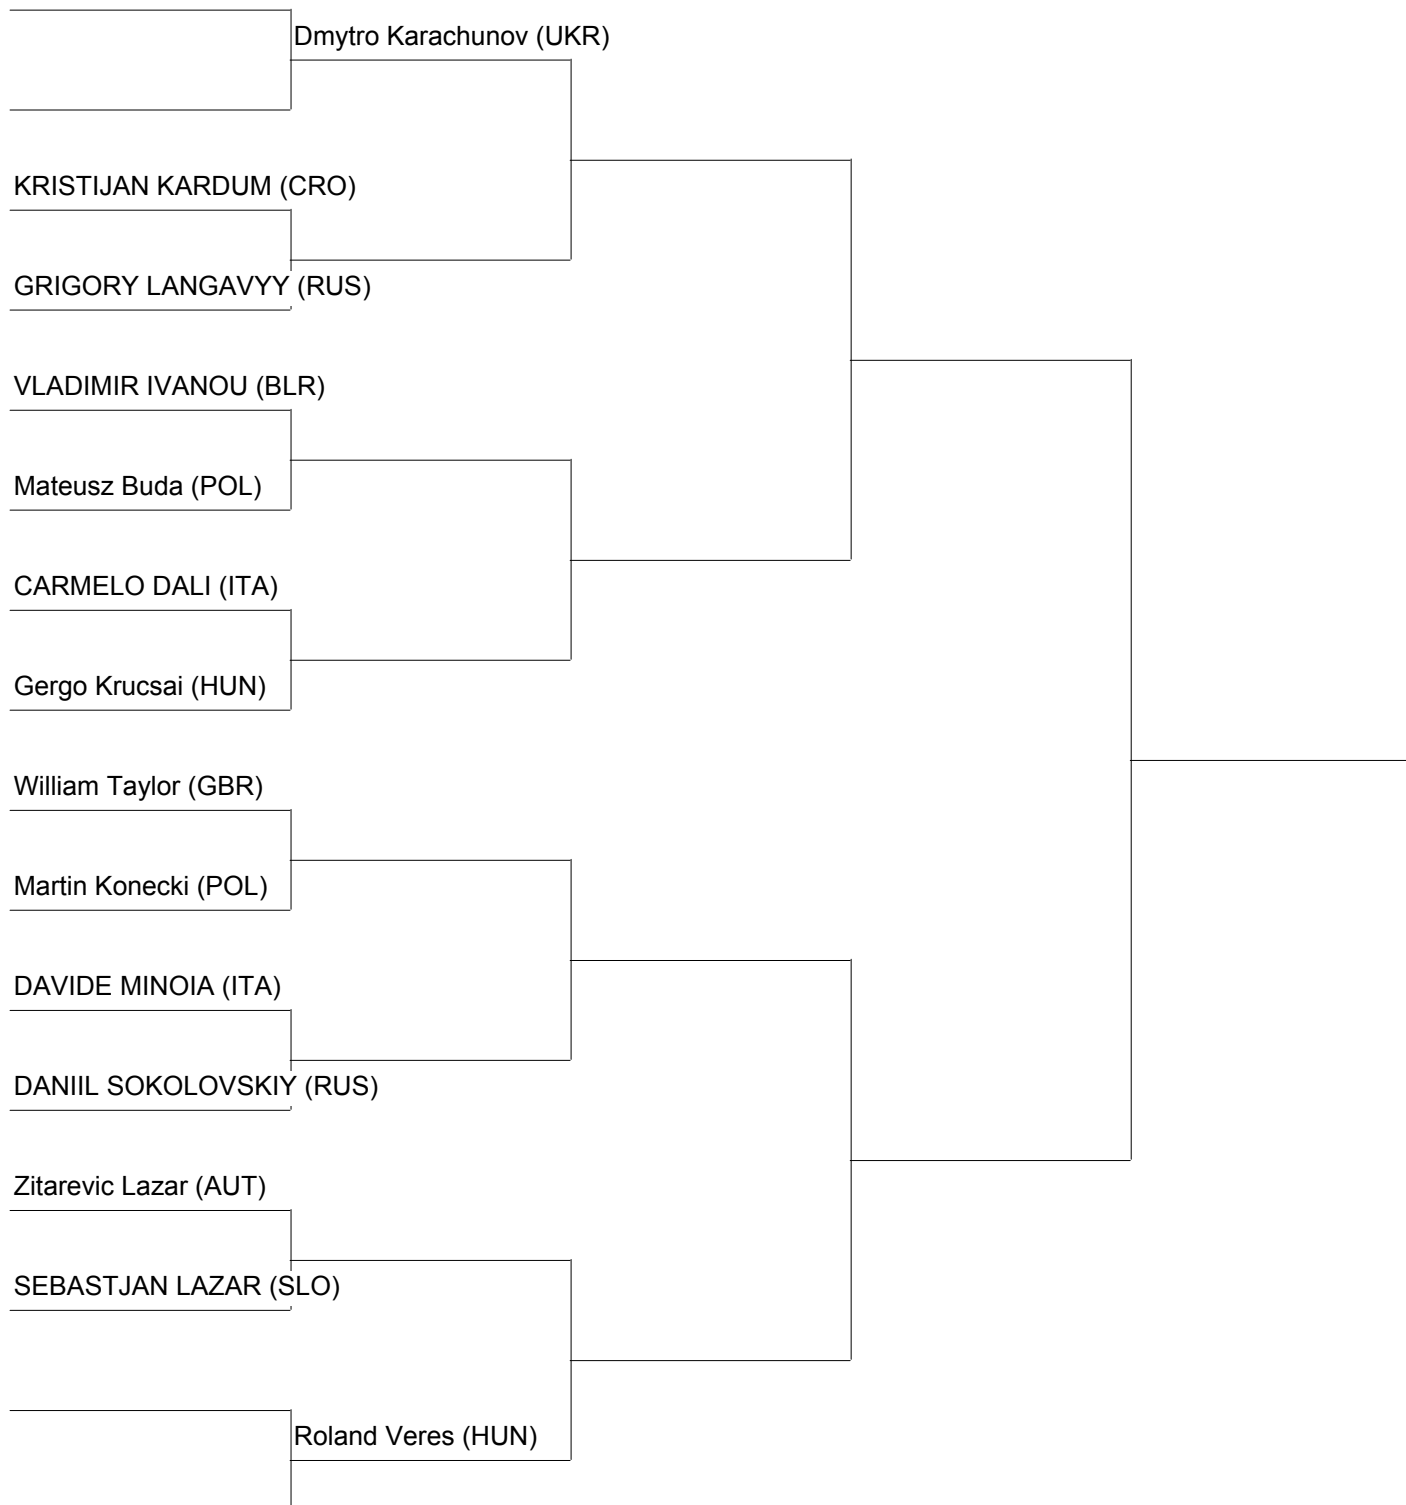 Dmytro Karachunov (UKR)
KRISTIJAN KARDUM (CRO)
GRIGORY LANGAVYY (RUS)
VLADIMIR IVANOU (BLR)
Mateusz Buda (POL)
CARMELO DALI (ITA)
Gergo Krucsai (HUN)
William Taylor (GBR)
Martin Konecki (POL)
DAVIDE MINOIA (ITA)
DANIIL SOKOLOVSKIY (RUS)
Zitarevic Lazar (AUT)
SEBASTJAN LAZAR (SLO)
Roland Veres (HUN)